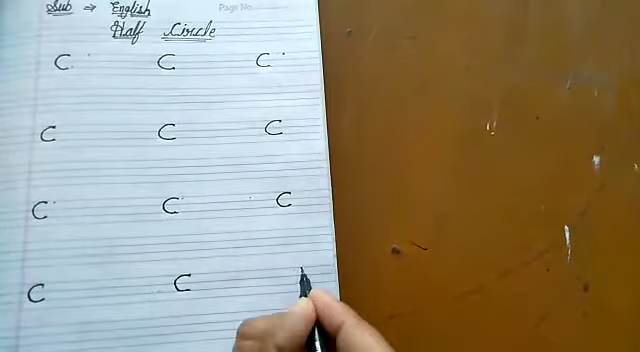 Sub → English
Page No..............
Half Circle
C C C
C C C
C C C
C C